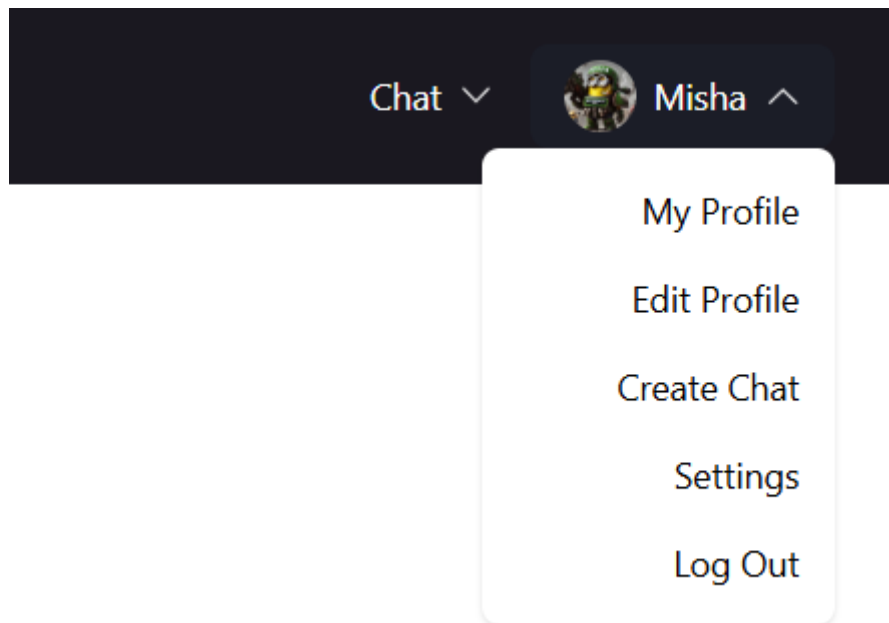 Chat Misha
My Profile
Edit Profile
Create Chat
Settings
Log Out